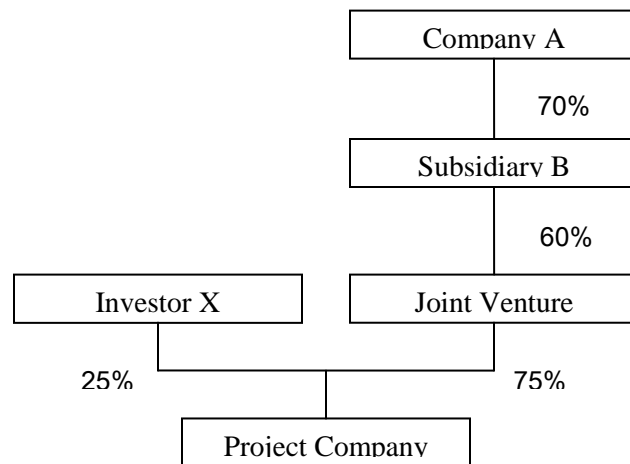 Company A
70%
Subsidiary B
60%
Investor X
Joint Venture
25%
75%
Project Company